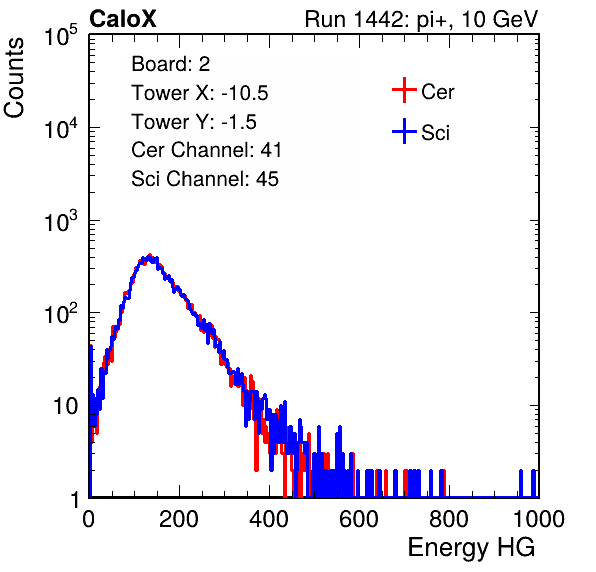 CaloX Run 1442: pi+, 10 GeV
Counts
10^5
10^4
10^3
10^2
10
1
Board: 2
Tower X: -10.5
Tower Y: -1.5
Cer Channel: 41
Sci Channel: 45
Cer
Sci
0 200 400 600 800 1000
Energy HG